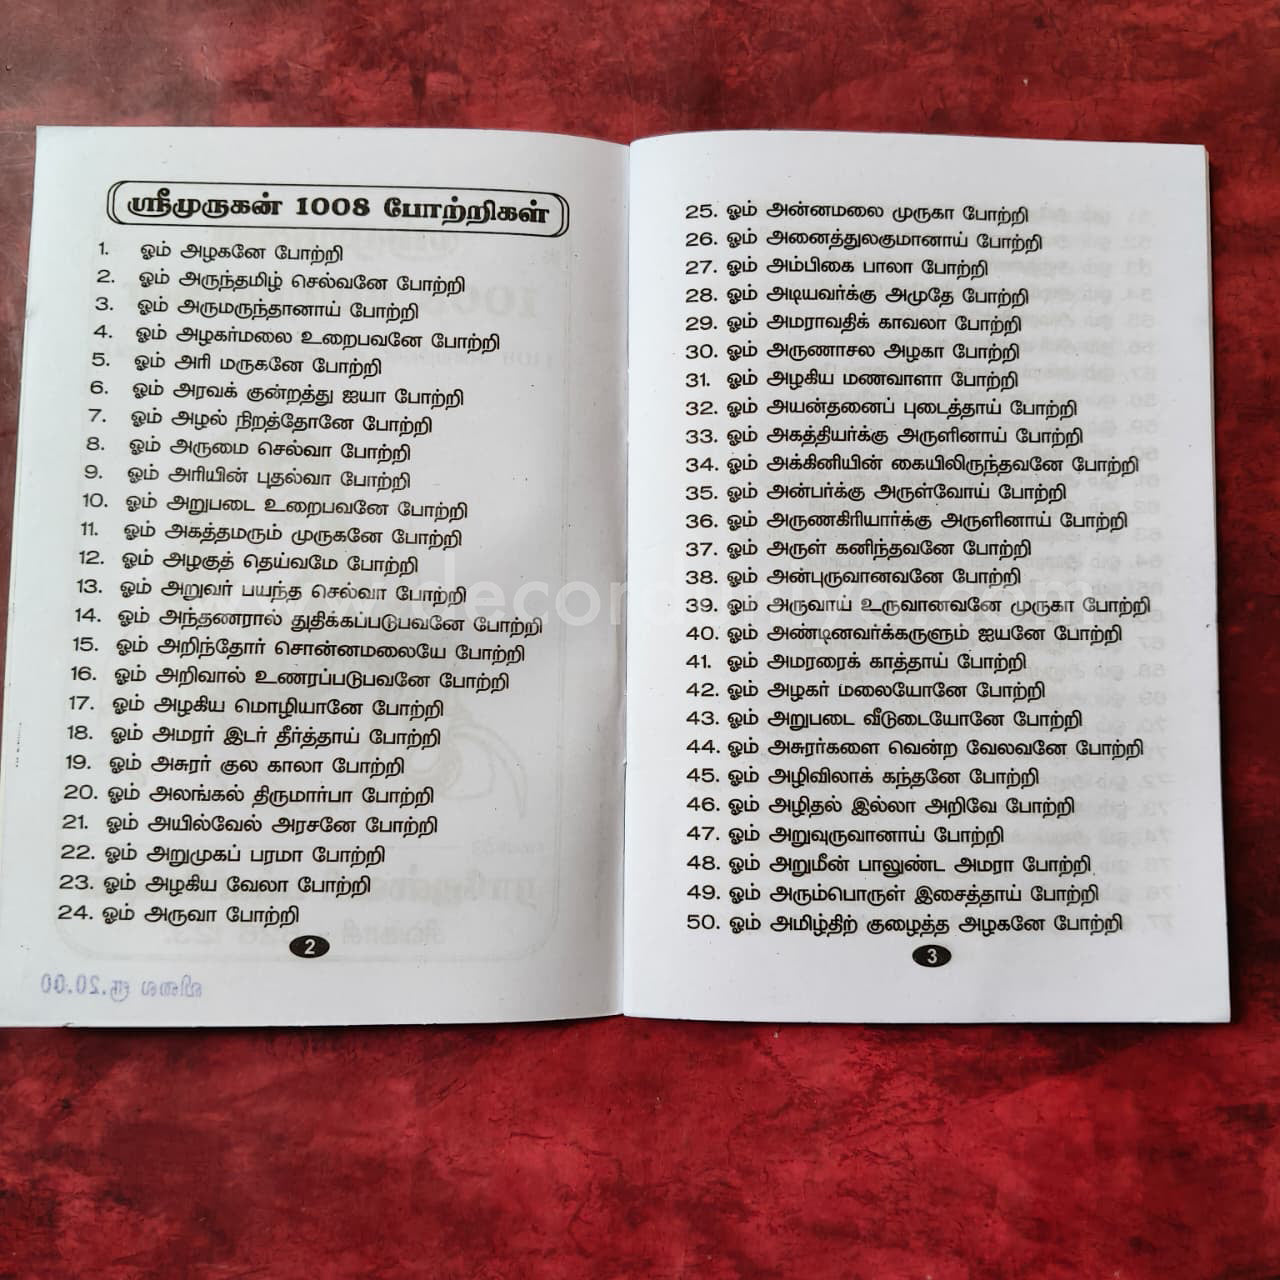 ஸ்ரீமுருகன் 1008 போற்றிகள்
1. ஓம் அழகனே போற்றி
2. ஓம் அருந்தமிழ் செல்வனே போற்றி
3. ஓம் அருமருந்தானாய் போற்றி
4. ஓம் அழகர்மலை உறைபவனே போற்றி
5. ஓம் அரி மருகனே போற்றி
6. ஓம் அரவக் குன்றத்து ஐயா போற்றி
7. ஓம் அழல் நிறத்தோனே போற்றி
8. ஓம் அருமை செல்வா போற்றி
9. ஓம் அரியின் புதல்வா போற்றி
10. ஓம் அறுபடை உறைபவனே போற்றி
11. ஓம் அகத்தமரும் முருகனே போற்றி
12. ஓம் அழகுத் தெய்வமே போற்றி
13. ஓம் அறுவர் பயந்த செல்வா போற்றி
14. ஓம் அந்தணரால் துதிக்கப்படுபவனே போற்றி
15. ஓம் அறிந்தோர் சொன்னமலையே போற்றி
16. ஓம் அறிவால் உணரப்படுபவனே போற்றி
17. ஓம் அழகிய மொழியானே போற்றி
18. ஓம் அமரர் இடர் தீர்த்தாய் போற்றி
19. ஓம் அசுரர் குல காலா போற்றி
20. ஓம் அலங்கல் திருமார்பா போற்றி
21. ஓம் அயில்வேல் அரசனே போற்றி
22. ஓம் அறுமுகப் பரமா போற்றி
23. ஓம் அழகிய வேலா போற்றி
24. ஓம் அருவா போற்றி
2
25. ஓம் அன்னமலை முருகா போற்றி
26. ஓம் அனைத்துலகுமானாய் போற்றி
27. ஓம் அம்பிகை பாலா போற்றி
28. ஓம் அடியவர்க்கு அமுதே போற்றி
29. ஓம் அமராவதிக் காவலா போற்றி
30. ஓம் அருணாசல அழகா போற்றி
31. ஓம் அழகிய மணவாளா போற்றி
32. ஓம் அயன்தனைப் புடைத்தாய் போற்றி
33. ஓம் அகத்தியர்க்கு அருளினாய் போற்றி
34. ஓம் அக்கினியின் கையிலிருந்தவனே போற்றி
35. ஓம் அன்பர்க்கு அருள்வோய் போற்றி
36. ஓம் அருணகிரியார்க்கு அருளினாய் போற்றி
37. ஓம் அருள் கனிந்தவனே போற்றி
38. ஓம் அன்புருவானவனே போற்றி
39. ஓம் அருவாய் உருவானவனே முருகா போற்றி
40. ஓம் அண்டினவர்க்கருளும் ஐயனே போற்றி
41. ஓம் அமரரைக் காத்தாய் போற்றி
42. ஓம் அழகர் மலையோனே போற்றி
43. ஓம் அறுபடை வீடுடையோனே போற்றி
44. ஓம் அசுரர்களை வென்ற வேலவனே போற்றி
45. ஓம் அழிவிலாக் கந்தனே போற்றி
46. ஓம் அழிதல் இல்லா அறிவே போற்றி
47. ஓம் அறுவுருவானாய் போற்றி
48. ஓம் அறுமீன் பாலுண்ட அமரா போற்றி
49. ஓம் அரும்பொருள் இசைத்தாய் போற்றி
50. ஓம் அமிழ்திற் குழைத்த அழகனே போற்றி
3